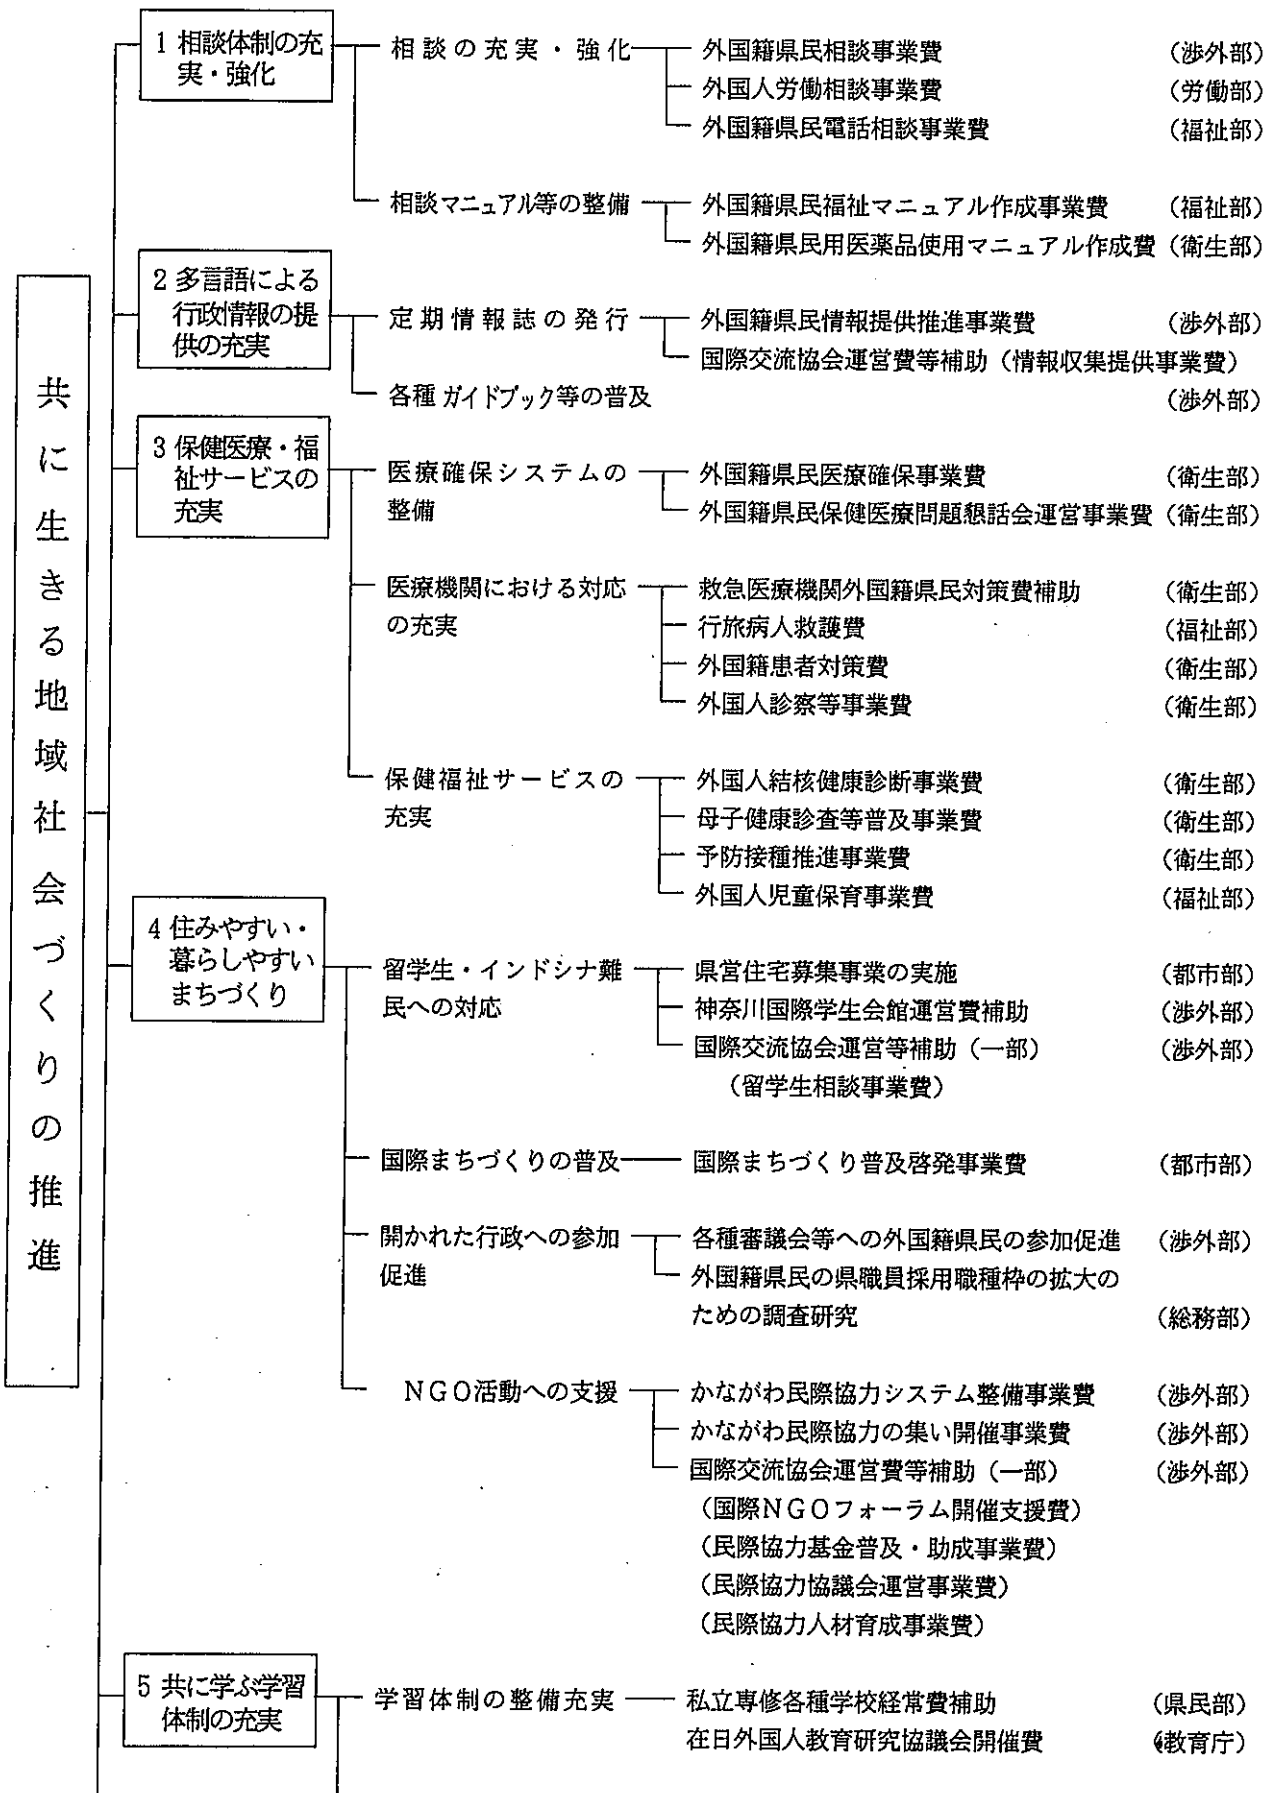 共に生きる地域社会づくりの推進
1 相談体制の充
実・強化
相談の充実・強化
外国籍県民相談事業費 (渉外部)
外国人労働相談事業費 (労働部)
外国籍県民電話相談事業費 (福祉部)
相談マニュアル等の整備
外国籍県民福祉マニュアル作成事業費 (福祉部)
外国籍県民用医薬品使用マニュアル作成費 (衛生部)
2 多言語による
行政情報の提
供の充実
定期情報誌の発行
外国籍県民情報提供推進事業費 (渉外部)
国際交流協会運営費等補助(情報収集提供事業費)
各種ガイドブック等の普及 (渉外部)
3 保健医療・福
祉サービスの
充実
医療確保システムの
整備
外国籍県民医療確保事業費 (衛生部)
外国籍県民保健医療問題懇話会運営事業費 (衛生部)
医療機関における対応
の充実
救急医療機関外国籍県民対策費補助 (衛生部)
行旅病人救護費 (福祉部)
外国籍患者対策費 (衛生部)
外国人診察等事業費 (衛生部)
保健福祉サービスの
充実
外国人結核健康診断事業費 (衛生部)
母子健康診査等普及事業費 (衛生部)
予防接種推進事業費 (衛生部)
外国人児童保育事業費 (福祉部)
4 住みやすい・
暮らしやすい
まちづくり
留学生・インドシナ難
民への対応
県営住宅募集事業の実施 (都市部)
神奈川国際学生会館運営費補助 (渉外部)
国際交流協会運営等補助(一部) (渉外部)
(留学生相談事業費)
国際まちづくりの普及
国際まちづくり普及啓発事業費 (都市部)
開かれた行政への参加
促進
各種審議会等への外国籍県民の参加促進 (渉外部)
外国籍県民の県職員採用職種枠の拡大の
ための調査研究 (総務部)
NGO活動への支援
かながわ民際協力システム整備事業費 (渉外部)
かながわ民際協力の集い開催事業費 (渉外部)
国際交流協会運営費等補助(一部) (渉外部)
(国際NGOフォーラム開催支援費)
(民際協力基金普及・助成事業費)
(民際協力協議会運営事業費)
(民際協力人材育成事業費)
5 共に学ぶ学習
体制の充実
学習体制の整備充実
私立専修各種学校経常費補助 (県民部)
在日外国人教育研究協議会開催費 (教育庁)